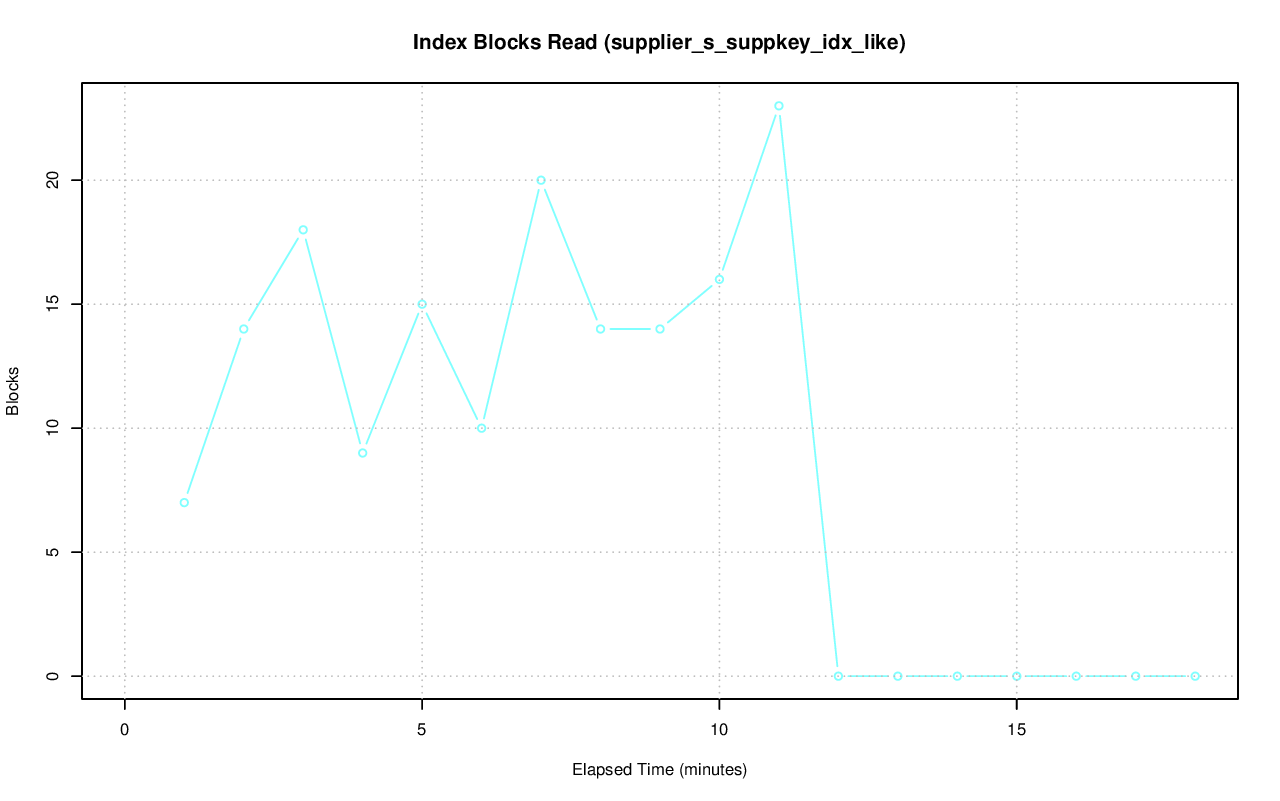 Index Blocks Read (supplier_s_suppkey_idx_like)
Blocks
20
15
10
5
0
0 5 10 15
Elapsed Time (minutes)